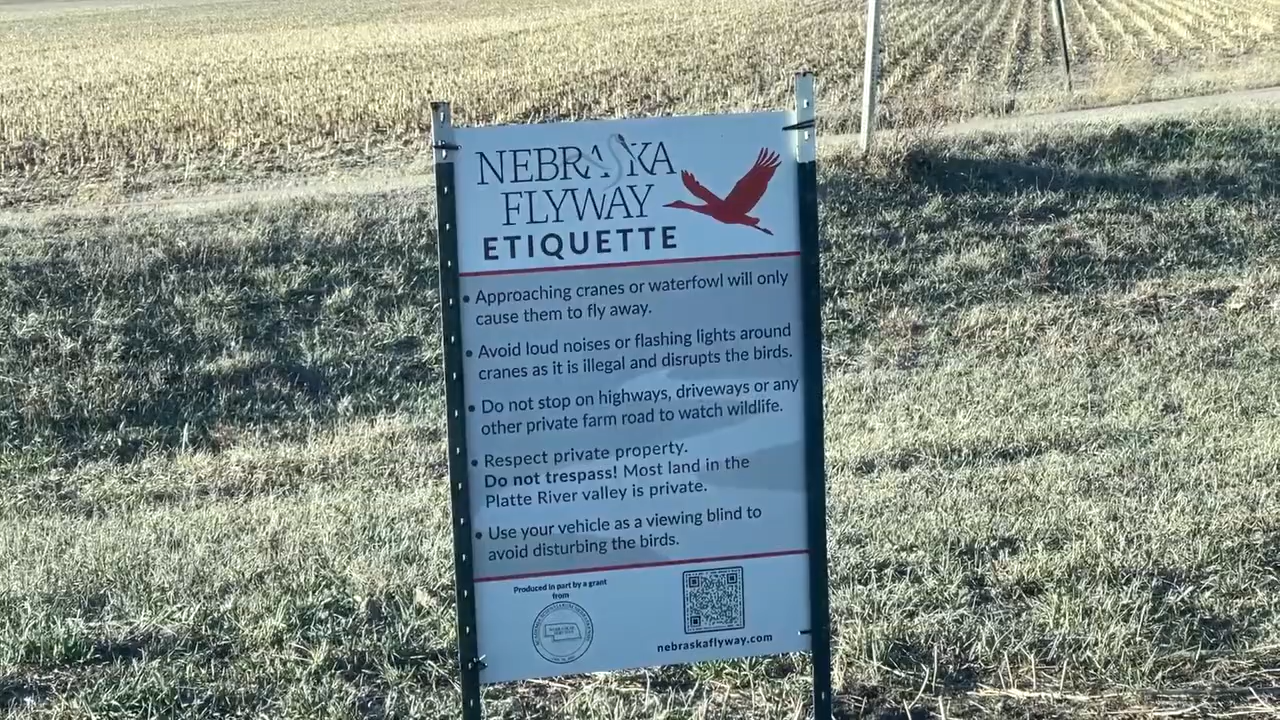 NEBRASKA
FLYWAY
ETIQUETTE
• Approaching cranes or waterfowl will only
cause them to fly away.
• Avoid loud noises or flashing lights around
cranes as it is illegal and disrupts the birds.
• Do not stop on highways, driveways or any
other private farm road to watch wildlife.
• Respect private property.
Do not trespass! Most land in the
Platte River valley is private.
• Use your vehicle as a viewing blind to
avoid disturbing the birds.
Produced in part by a grant
from
nebraskaflyway.com